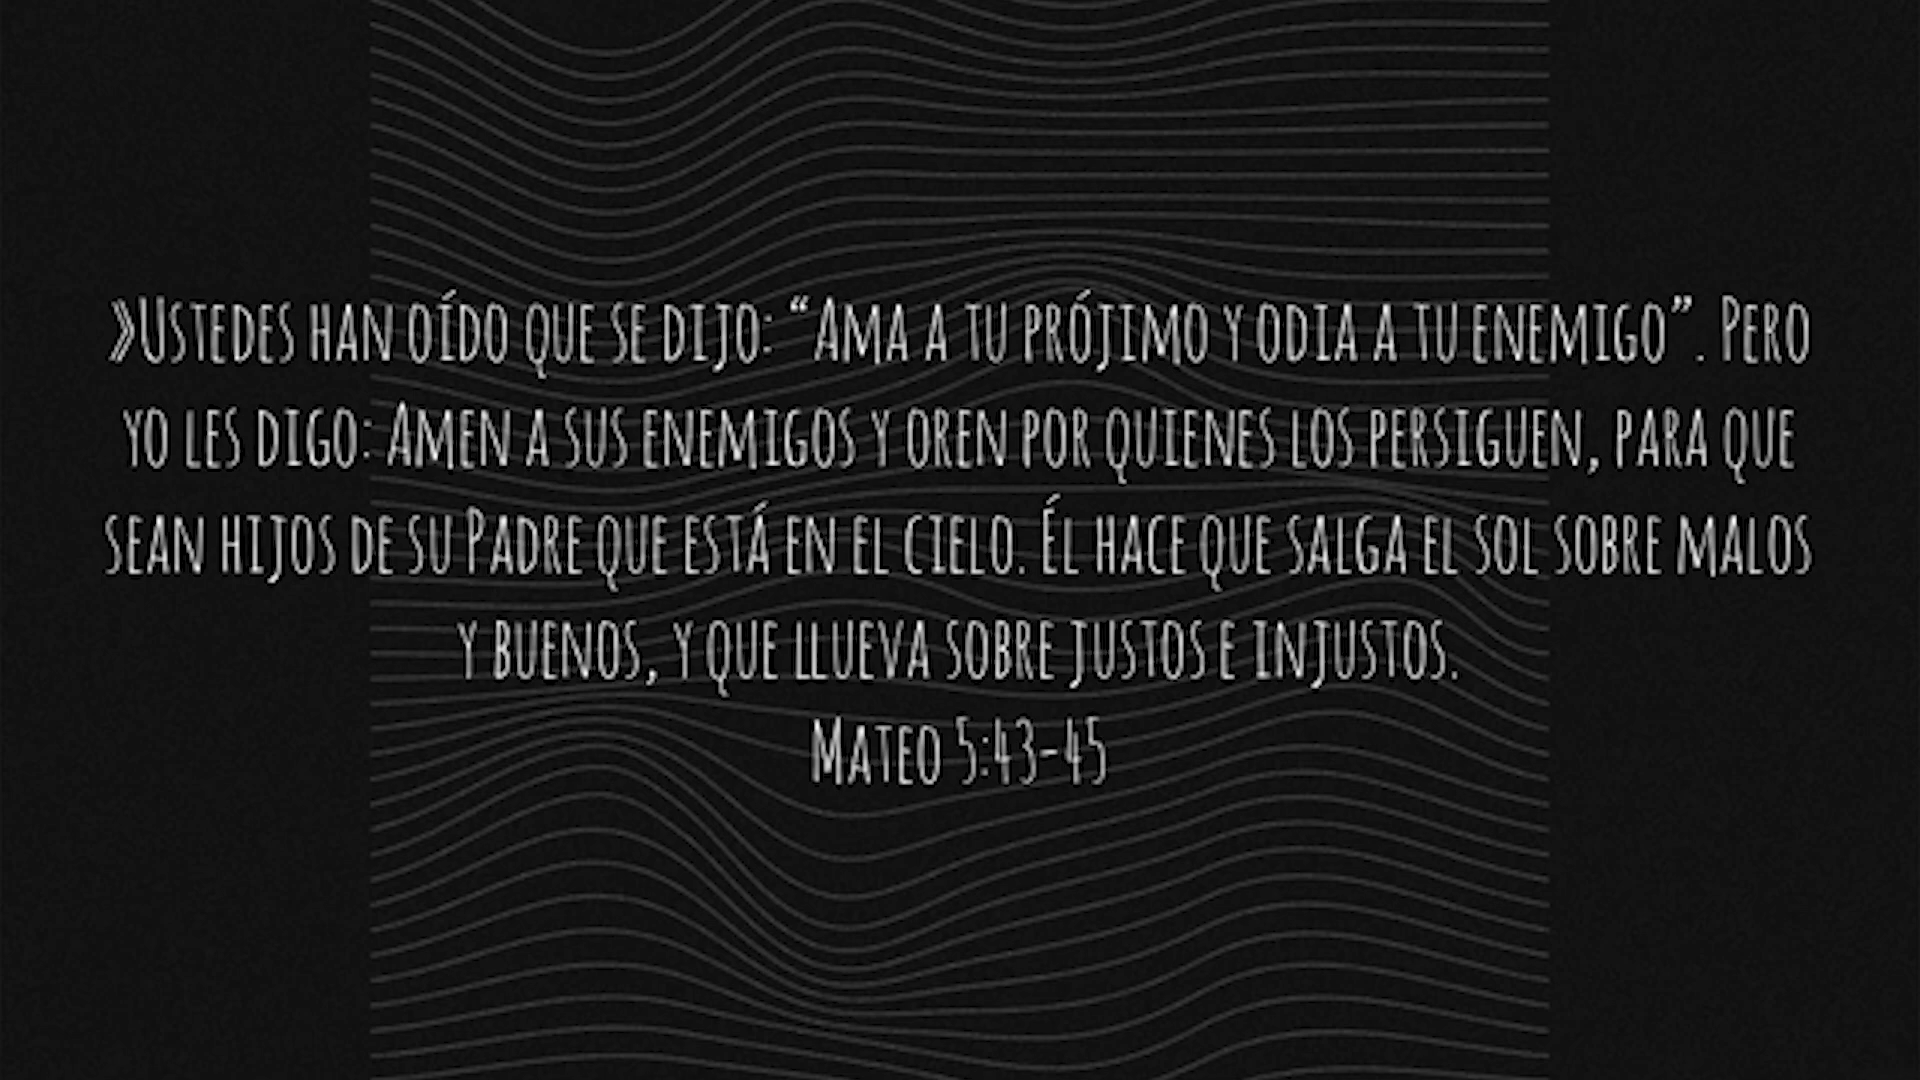 »Ustedes han oído que se dijo: “Ama a tu prójimo y odia a tu enemigo”. Pero
yo les digo: Amen a sus enemigos y oren por quienes los persiguen, para que
sean hijos de su Padre que está en el cielo. Él hace que salga el sol sobre malos
y buenos, y que llueva sobre justos e injustos.
Mateo 5:43-45